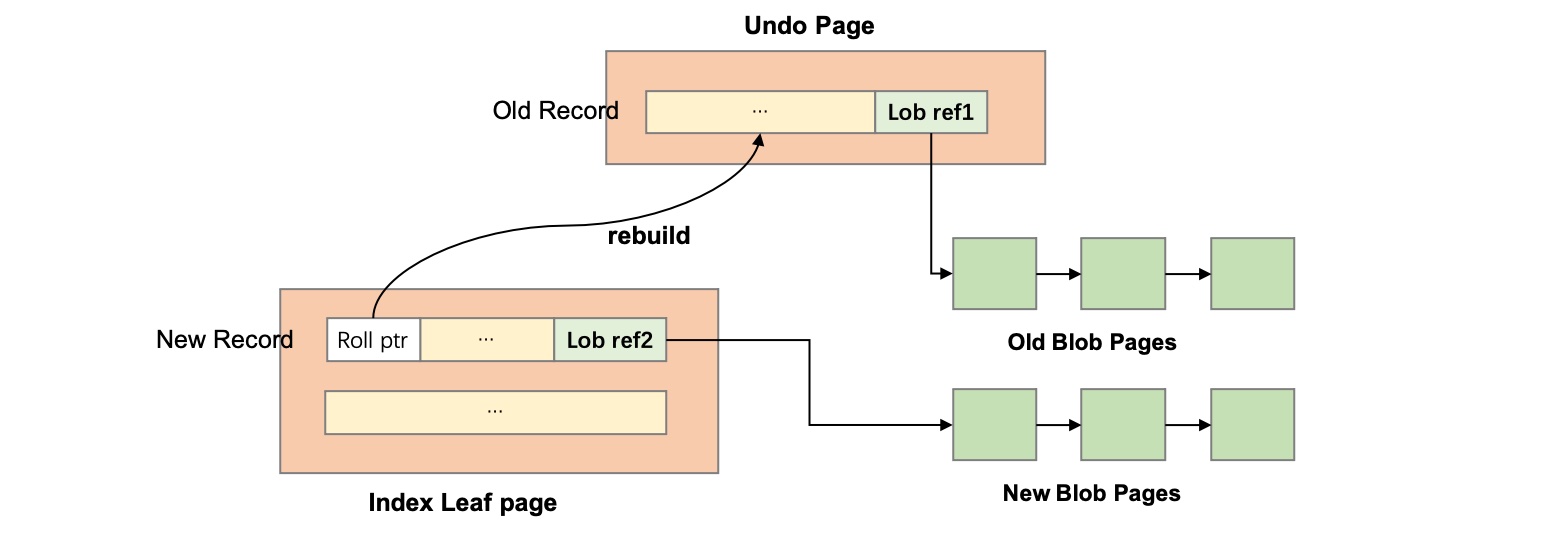 Undo Page
Old Record
...
Lob ref1
rebuild
New Record
Roll ptr
...
Lob ref2
Old Blob Pages
...
New Blob Pages
Index Leaf page